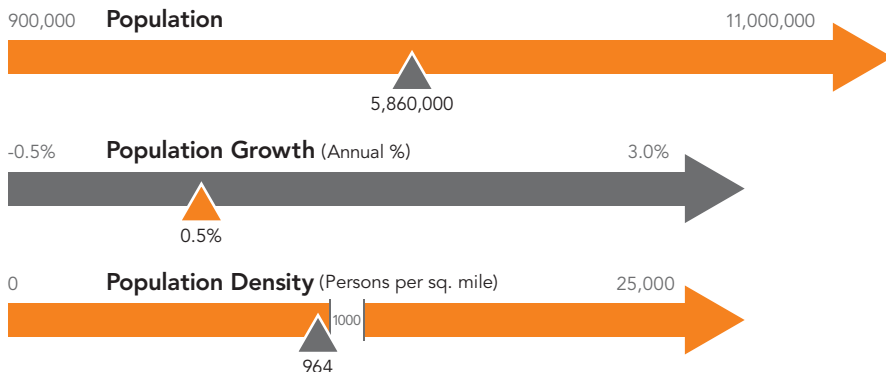 900,000 Population 11,000,000
5,860,000
-0.5% Population Growth (Annual %) 3.0%
0.5%
0 Population Density (Persons per sq. mile) 25,000
1000
964